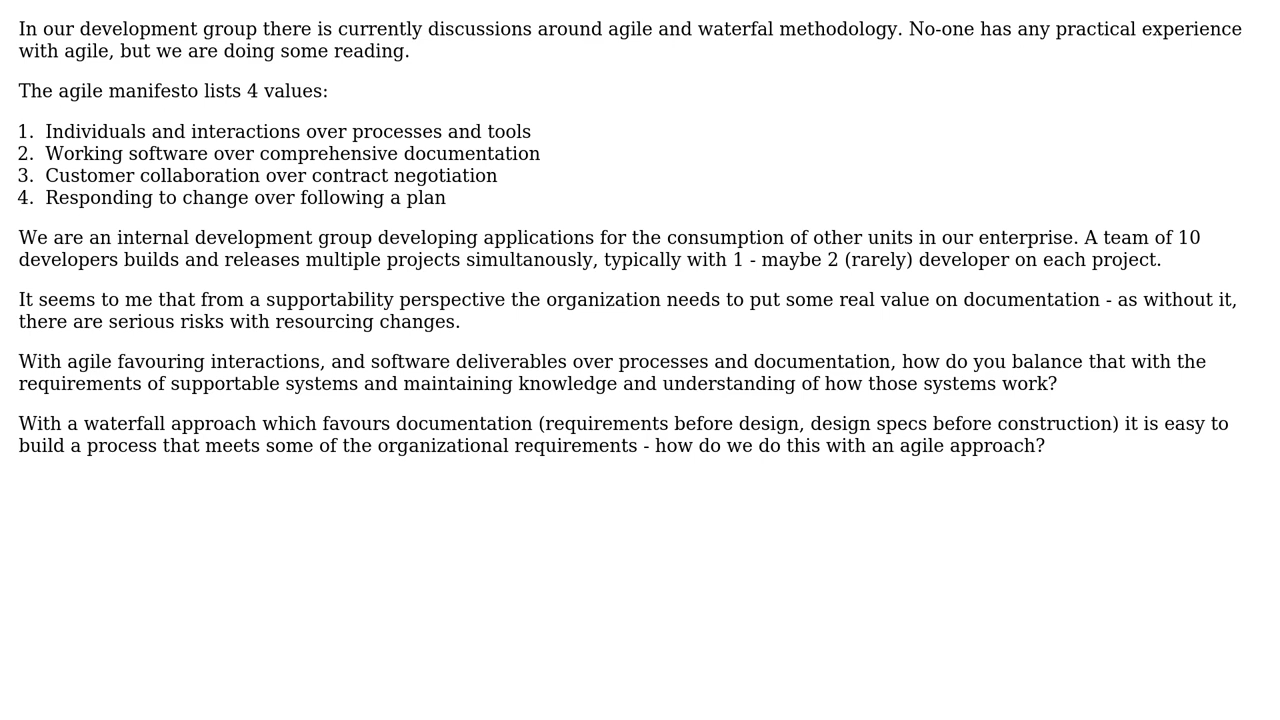 In our development group there is currently discussions around agile and waterfal methodology. No-one has any practical experience
with agile, but we are doing some reading.
The agile manifesto lists 4 values:
1. Individuals and interactions over processes and tools
2. Working software over comprehensive documentation
3. Customer collaboration over contract negotiation
4. Responding to change over following a plan
We are an internal development group developing applications for the consumption of other units in our enterprise. A team of 10
developers builds and releases multiple projects simultanously, typically with 1 - maybe 2 (rarely) developer on each project.
It seems to me that from a supportability perspective the organization needs to put some real value on documentation - as without it,
there are serious risks with resourcing changes.
With agile favouring interactions, and software deliverables over processes and documentation, how do you balance that with the
requirements of supportable systems and maintaining knowledge and understanding of how those systems work?
With a waterfall approach which favours documentation (requirements before design, design specs before construction) it is easy to
build a process that meets some of the organizational requirements - how do we do this with an agile approach?